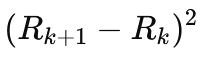 $(R_{k+1} - R_k)^2$